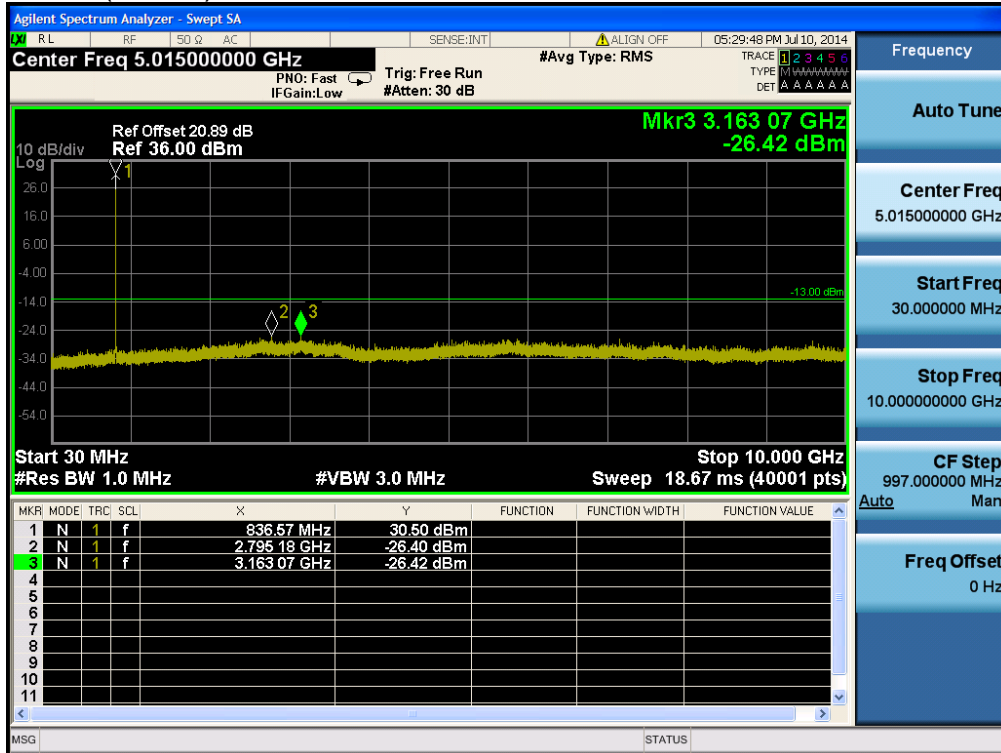 Agilent Spectrum Analyzer - Swept SA
LXI RL RF 50 Ω AC SENSE:INT ALIGN OFF 05:29:48 PM Jul 10, 2014
Center Freq 5.015000000 GHz #Avg Type: RMS TRACE 1 2 3 4 5 6
PNO: Fast Trig: Free Run TYPE M
IFGain:Low #Atten: 30 dB DET A A A A A A
Mkr3 3.163 07 GHz
-26.42 dBm
Ref Offset 20.89 dB
10 dB/div Ref 36.00 dBm
Log
1
26.0
16.0
6.00
-4.00
-13.00 dBm
-14.0
2 3
-24.0
-34.0
-44.0
-54.0
Start 30 MHz Stop 10.000 GHz
#Res BW 1.0 MHz #VBW 3.0 MHz Sweep 18.67 ms (40001 pts)
MKR MODE TRC SCL X Y FUNCTION FUNCTION WIDTH FUNCTION VALUE
1 N 1 f 836.57 MHz 30.50 dBm
2 N 1 f 2.795 18 GHz -26.40 dBm
3 N 1 f 3.163 07 GHz -26.42 dBm
4
5
6
7
8
9
10
11
MSG STATUS
Frequency
Auto Tune
Center Freq
5.015000000 GHz
Start Freq
30.000000 MHz
Stop Freq
10.000000000 GHz
CF Step
997.000000 MHz
Auto Man
Freq Offset
0 Hz